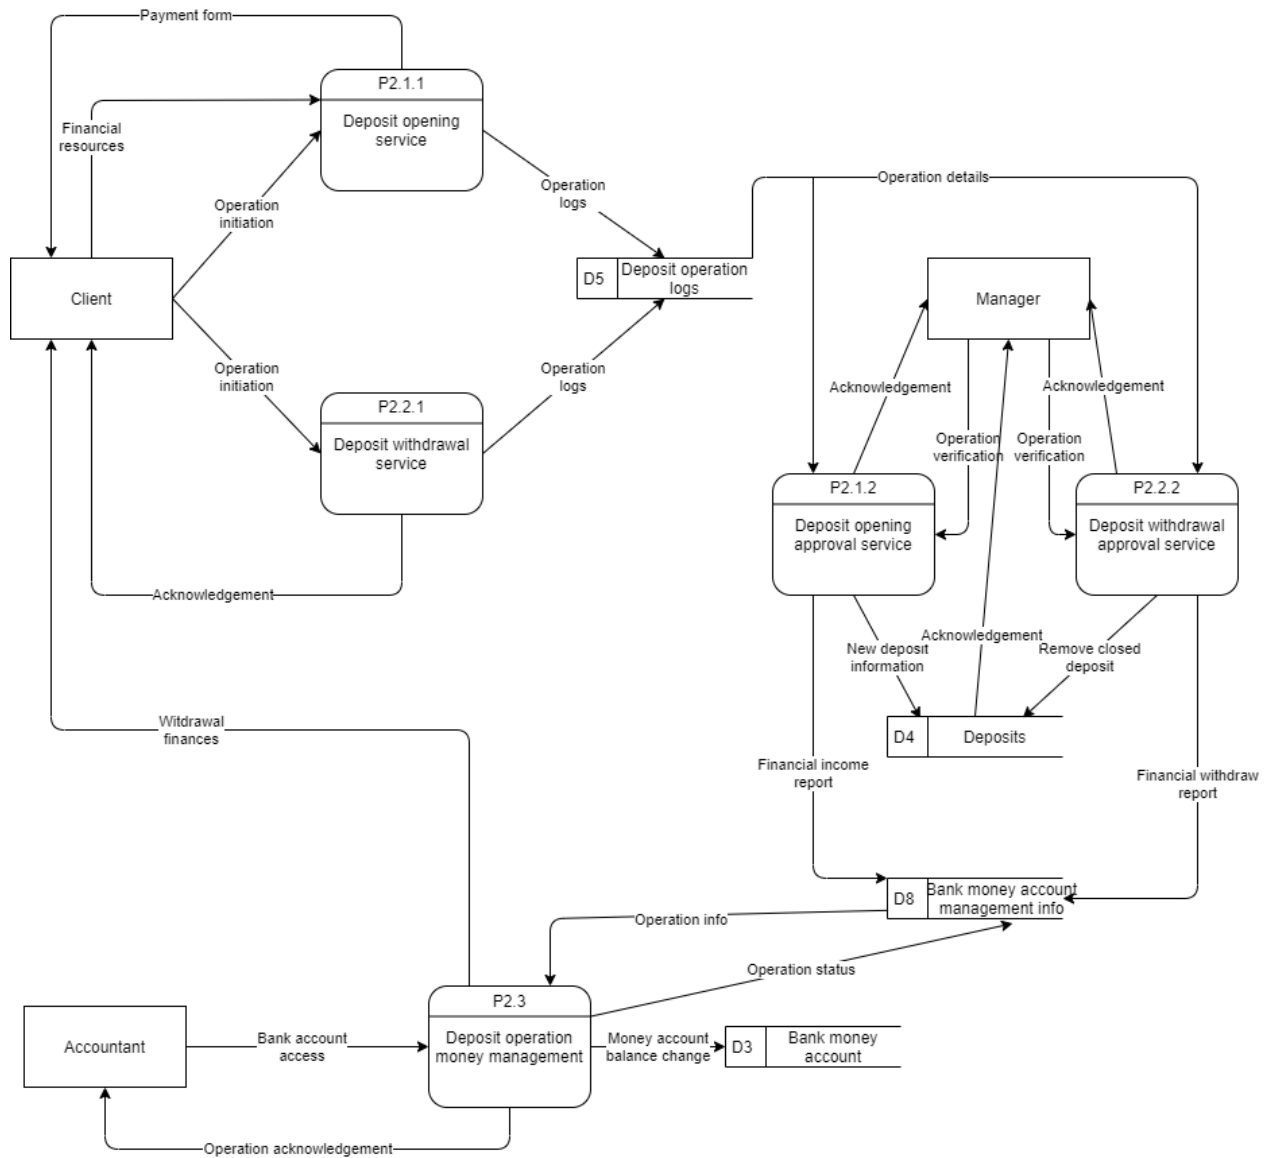 Payment form
P2.1.1
Deposit opening
service
Financial
resources
Operation
initiation
Operation
logs
Operation details
Client
D5
Deposit operation
logs
Manager
Operation
initiation
Operation
logs
Acknowledgement
Acknowledgement
P2.2.1
Deposit withdrawal
service
Operation
verification
Operation
verification
P2.1.2
Deposit opening
approval service
P2.2.2
Deposit withdrawal
approval service
Acknowledgement
Acknowledgement
New deposit
information
Remove closed
deposit
Witdrawal
finances
D4
Deposits
Financial income
report
Financial withdraw
report
D8
Bank money account
management info
Operation info
Operation status
P2.3
Deposit operation
money management
Accountant
Bank account
access
Money account
balance change
D3
Bank money
account
Operation acknowledgement